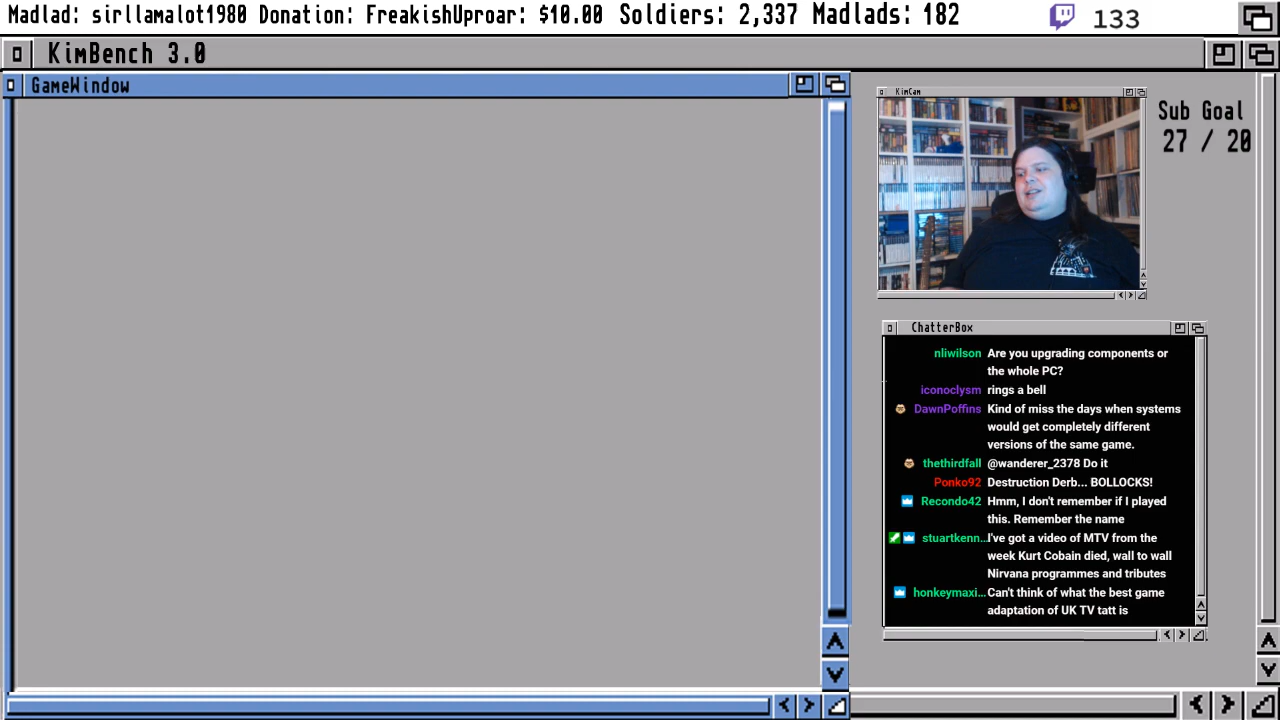 Madlad: sirllamalot1980 Donation: FreakishUproar: $10.00 Soldiers: 2,337 Madlads: 182
133
KimBench 3.0
GameWindow
KimCam
Sub Goal
27 / 20
ChatterBox
nliwilson Are you upgrading components or
the whole PC?
iconoclysm rings a bell
DawnPoffins Kind of miss the days when systems
would get completely different
versions of the same game.
thethirdfall @wanderer_2378 Do it
Ponko92 Destruction Derb... BOLLOCKS!
Recondo42 Hmm, I don't remember if I played
this. Remember the name
stuartkenn... I've got a video of MTV from the
week Kurt Cobain died, wall to wall
Nirvana programmes and tributes
honkeymaxi... Can't think of what the best game
adaptation of UK TV tatt is